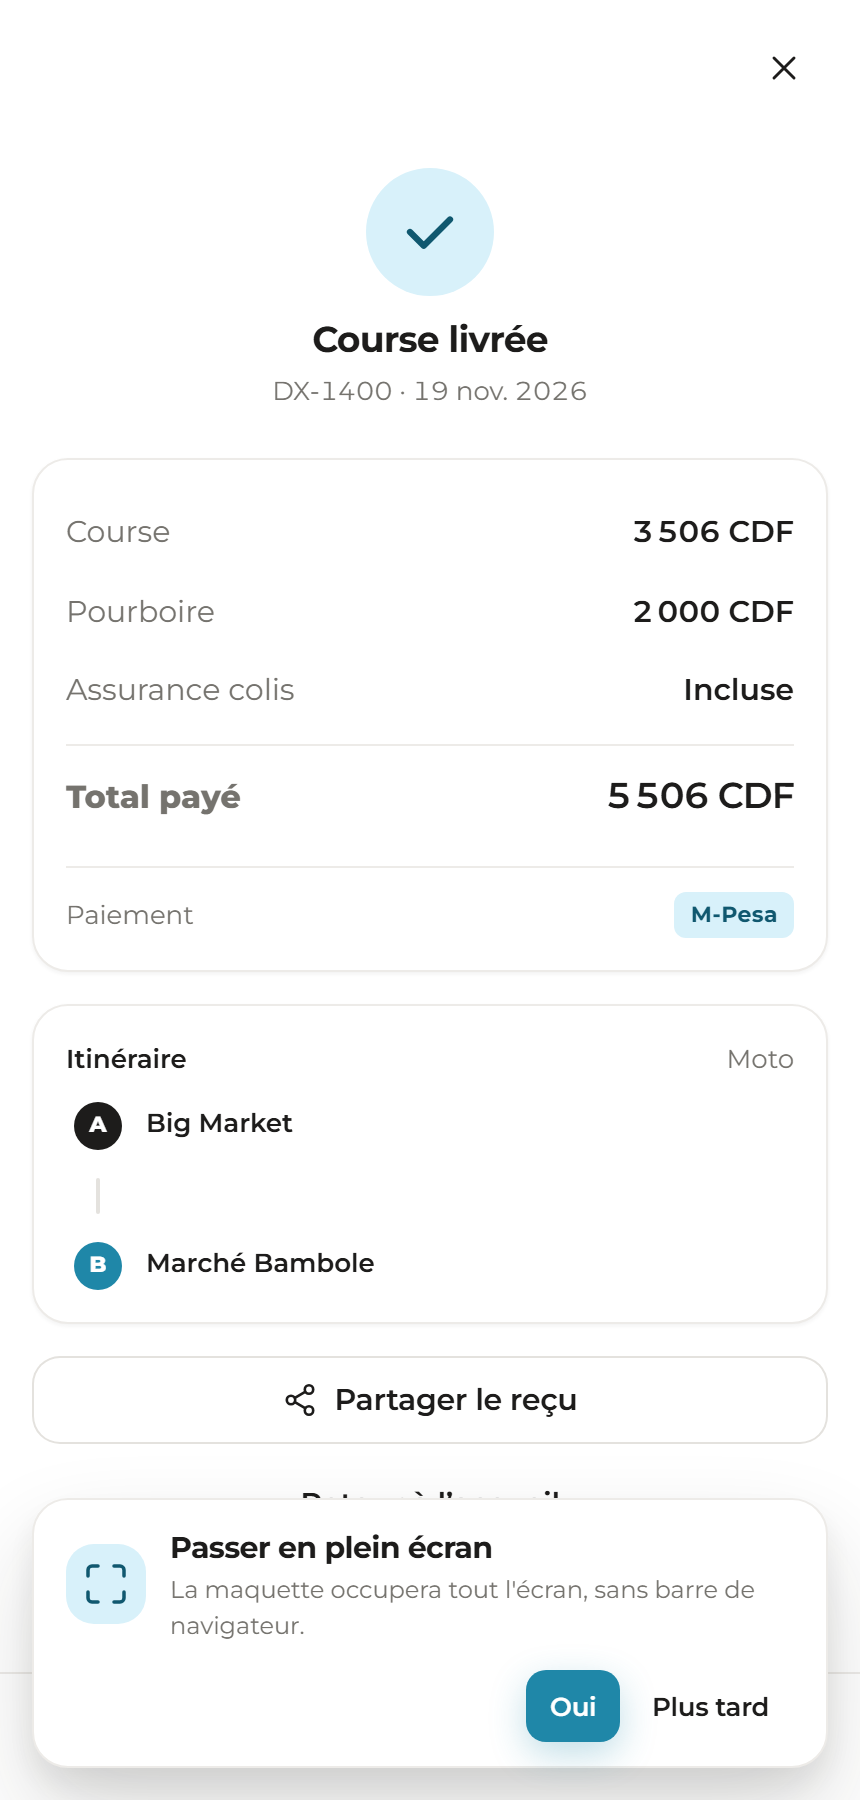 Course livrée
DX-1400 · 19 nov. 2026
Course 3 506 CDF
Pourboire 2 000 CDF
Assurance colis Incluse
Total payé 5 506 CDF
Paiement M-Pesa
Itinéraire Moto
A Big Market
B Marché Bambole
Partager le reçu
Passer en plein écran
La maquette occupera tout l'écran, sans barre de
navigateur.
Oui Plus tard